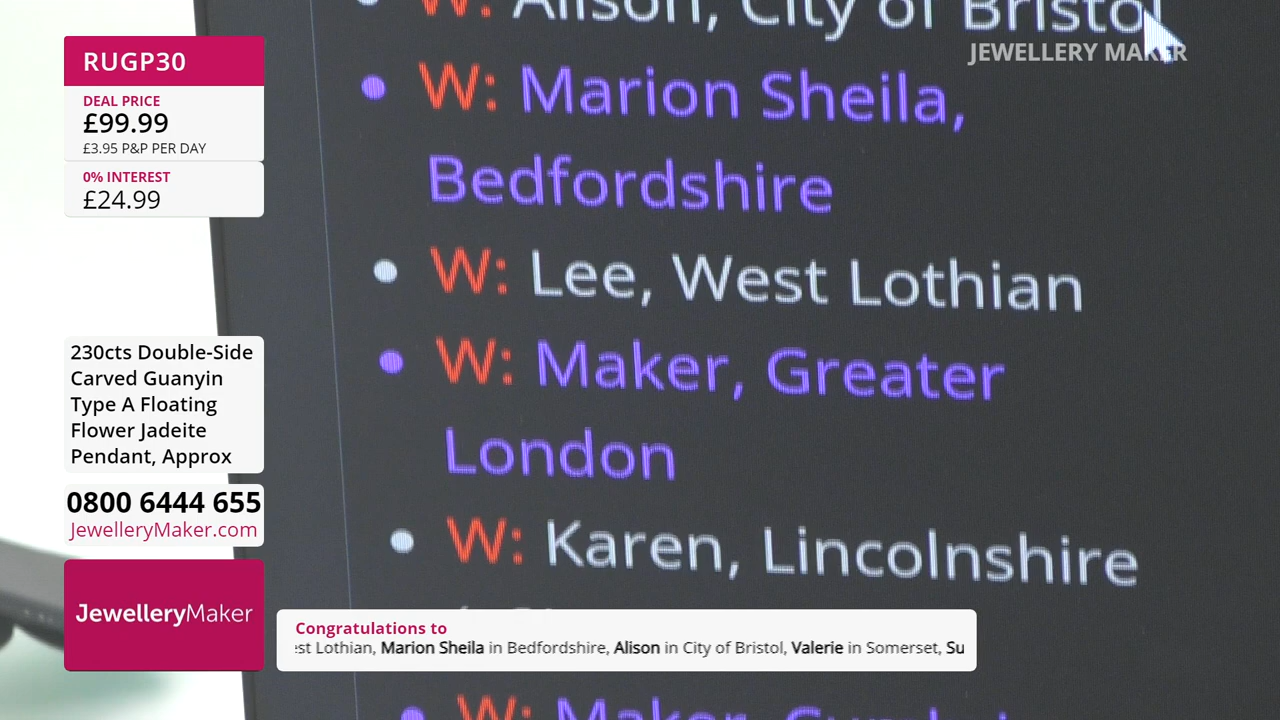 RUGP30
DEAL PRICE
£99.99
£3.95 P&P PER DAY
0% INTEREST
£24.99
230cts Double-Side
Carved Guanyin
Type A Floating
Flower Jadeite
Pendant, Approx
0800 6444 655
JewelleryMaker.com
JewelleryMaker
W: Alison, City of Bristol
JEWELLERY MAKER
W: Marion Sheila,
Bedfordshire
W: Lee, West Lothian
W: Maker, Greater
London
W: Karen, Lincolnshire
Congratulations to
est Lothian, Marion Sheila in Bedfordshire, Alison in City of Bristol, Valerie in Somerset, Su
W: Maker,